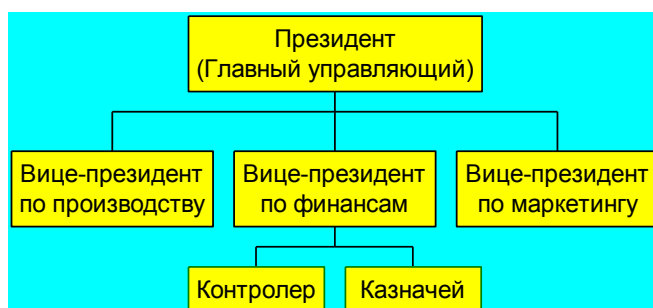 Президент
(Главный управляющий)
Вице-президент
по производству
Вице-президент
по финансам
Вице-президент
по маркетингу
Контролер
Казначей